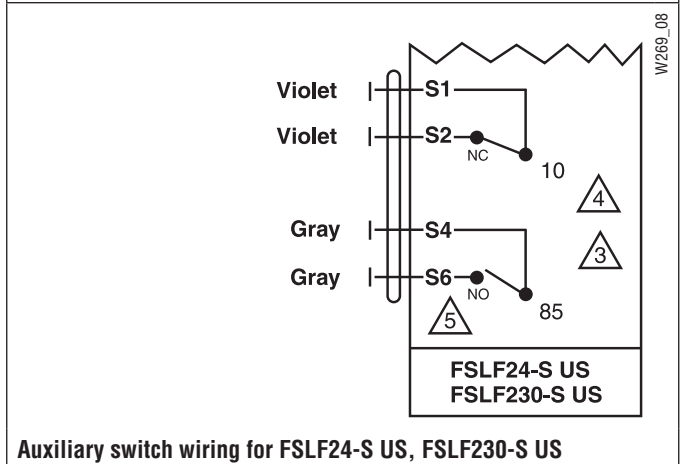 W269_08
Violet S1
Violet S2 NC
10
4
Gray S4
3
Gray S6 NO
5
85
FSLF24-S US
FSLF230-S US
Auxiliary switch wiring for FSLF24-S US, FSLF230-S US